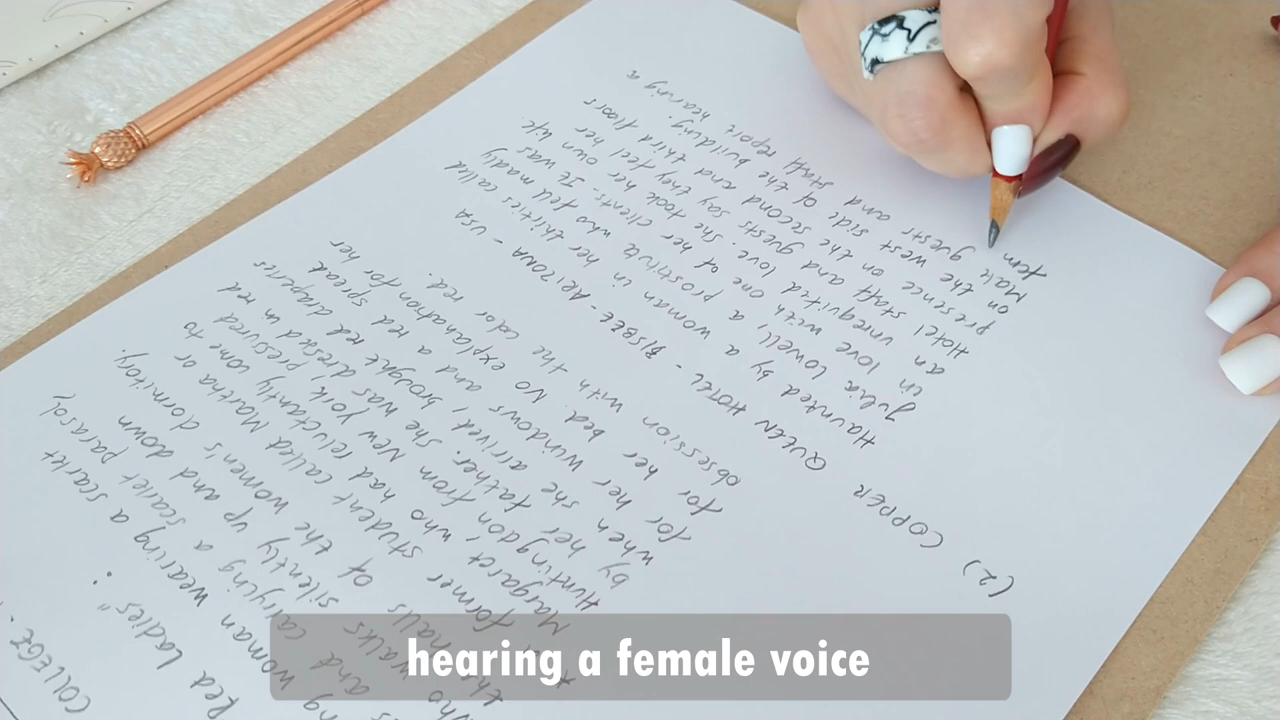 COLLEGE.
Red Ladies":
woman wearing a scarlet
and carrying a scarlet parasol,
who walks silently up and down
the halls of the women's dormitory.
former student called Martha or
Margaret, who had reluctantly come to
Huntingdon from New York, pressured
by her father. She was dressed in red
when she arrived, brought red draperies
for her windows and a red spread
for her bed. No explanation for her
obsession with the color red.
(2) COPPER QUEEN HOTEL - BISBEE - ARIZONA - USA
Haunted by a woman in her thirties called
Julia Lowell, a prostitute who fell madly
in love with one of her clients. It was
an unrequited love. She took her own life.
Hotel staff and guests say they feel her
presence on the second and third floors
on the west side of the building.
Male guests and staff report hearing a
fem
hearing a female voice